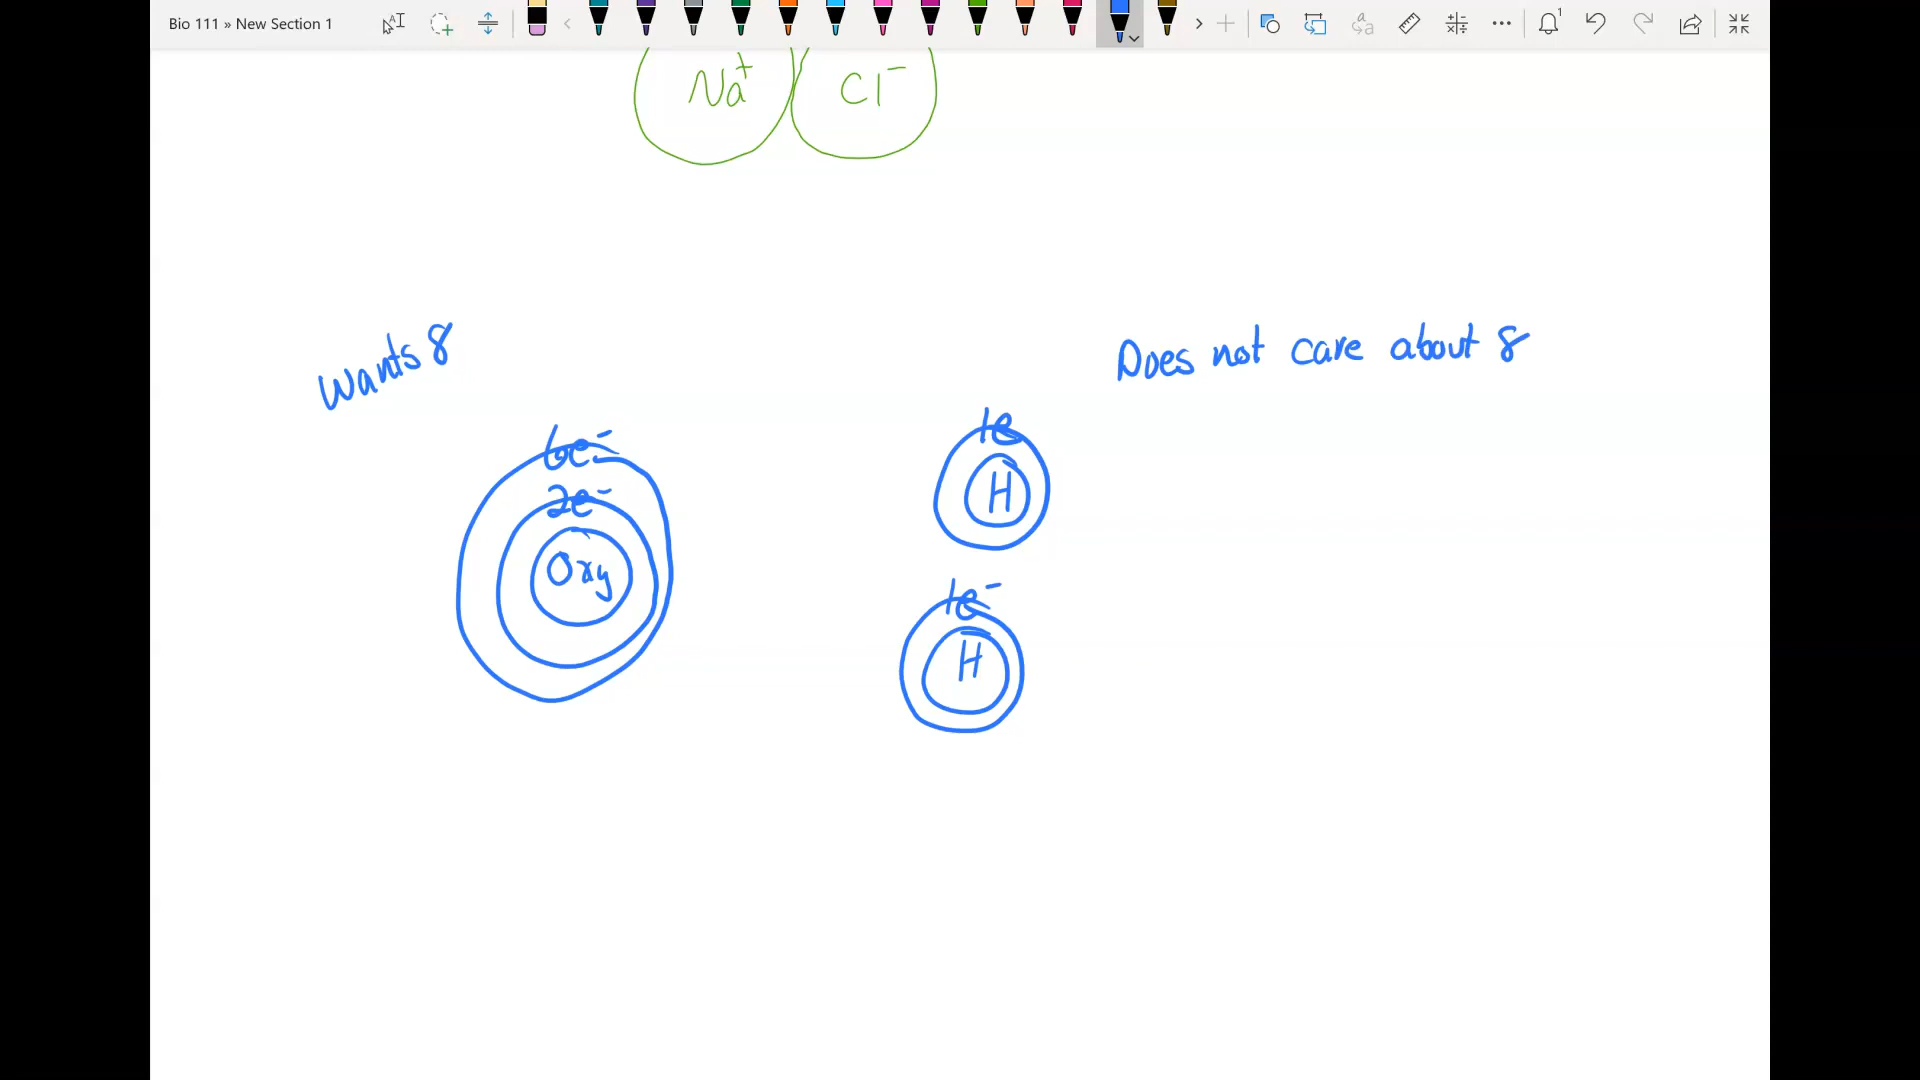 Bio 111 » New Section 1
Na+ Cl-
Wants 8
Does not care about 8
6e-
2e-
Oxy
1e
H
1e-
H